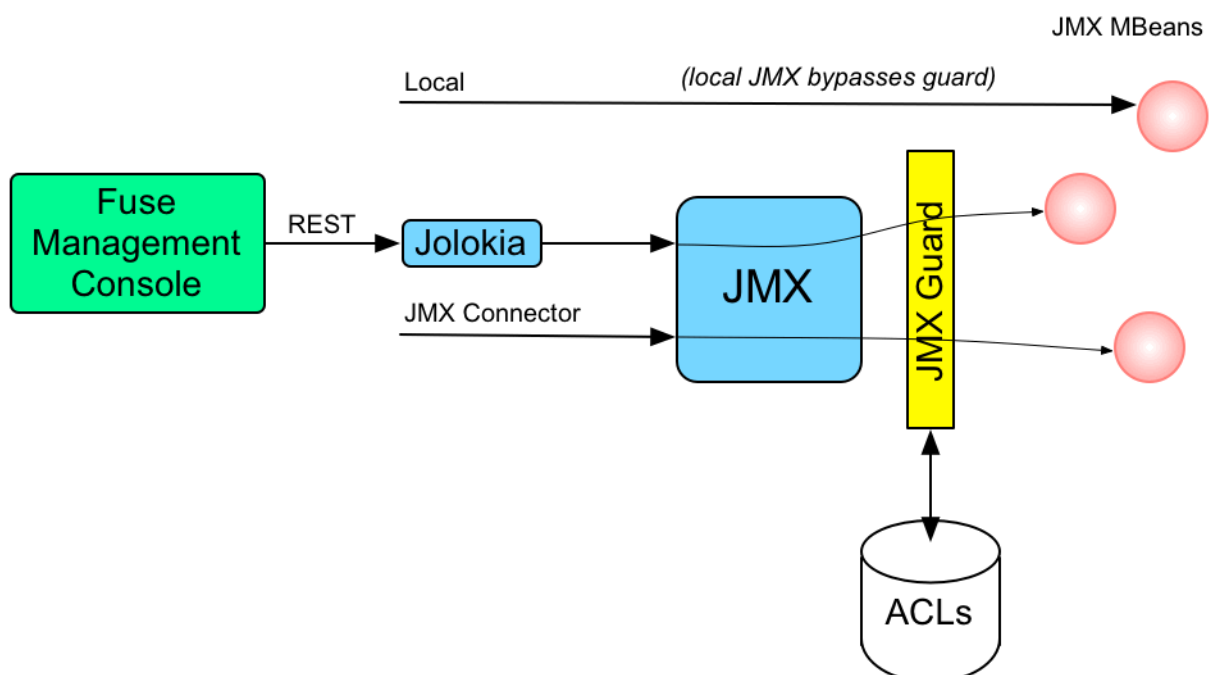 JMX MBeans
Local
(local JMX bypasses guard)
Fuse
Management
Console
REST
Jolokia
JMX
JMX Guard
JMX Connector
ACLs